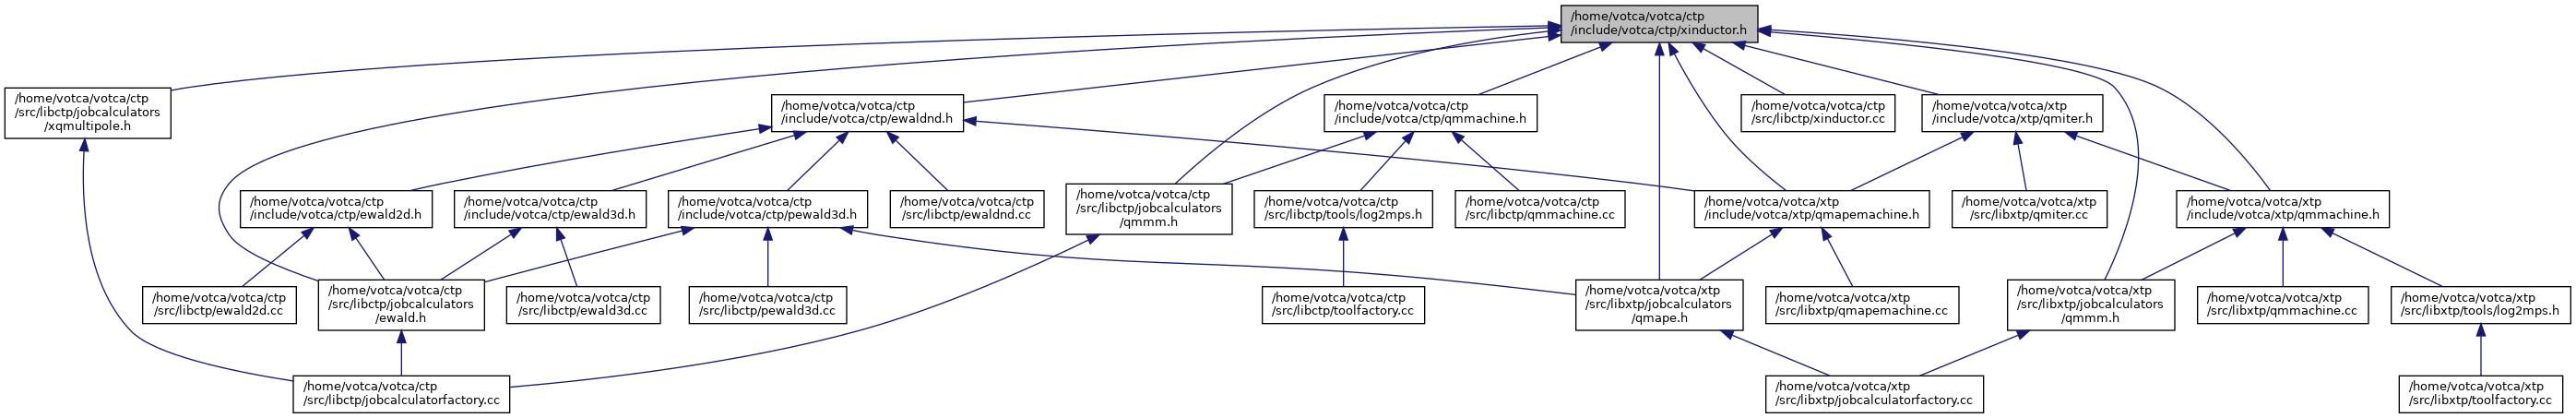 /home/votca/votca/ctp
/include/votca/ctp/xinductor.h
/home/votca/votca/ctp
/src/libctp/jobcalculators
/xqmultipole.h
/home/votca/votca/ctp
/include/votca/ctp/ewaldnd.h
/home/votca/votca/ctp
/include/votca/ctp/qmmachine.h
/home/votca/votca/ctp
/src/libctp/xinductor.cc
/home/votca/votca/xtp
/include/votca/xtp/qmiter.h
/home/votca/votca/ctp
/include/votca/ctp/ewald2d.h
/home/votca/votca/ctp
/include/votca/ctp/ewald3d.h
/home/votca/votca/ctp
/include/votca/ctp/pewald3d.h
/home/votca/votca/ctp
/src/libctp/ewaldnd.cc
/home/votca/votca/ctp
/src/libctp/jobcalculators
/qmmm.h
/home/votca/votca/ctp
/src/libctp/tools/log2mps.h
/home/votca/votca/ctp
/src/libctp/qmmachine.cc
/home/votca/votca/xtp
/include/votca/xtp/qmapemachine.h
/home/votca/votca/xtp
/src/libxtp/qmiter.cc
/home/votca/votca/xtp
/include/votca/xtp/qmmachine.h
/home/votca/votca/ctp
/src/libctp/ewald2d.cc
/home/votca/votca/ctp
/src/libctp/jobcalculators
/ewald.h
/home/votca/votca/ctp
/src/libctp/ewald3d.cc
/home/votca/votca/ctp
/src/libctp/pewald3d.cc
/home/votca/votca/ctp
/src/libctp/toolfactory.cc
/home/votca/votca/xtp
/src/libxtp/jobcalculators
/qmape.h
/home/votca/votca/xtp
/src/libxtp/qmapemachine.cc
/home/votca/votca/xtp
/src/libxtp/jobcalculators
/qmmm.h
/home/votca/votca/xtp
/src/libxtp/qmmachine.cc
/home/votca/votca/xtp
/src/libxtp/tools/log2mps.h
/home/votca/votca/ctp
/src/libctp/jobcalculatorfactory.cc
/home/votca/votca/xtp
/src/libxtp/jobcalculatorfactory.cc
/home/votca/votca/xtp
/src/libxtp/toolfactory.cc